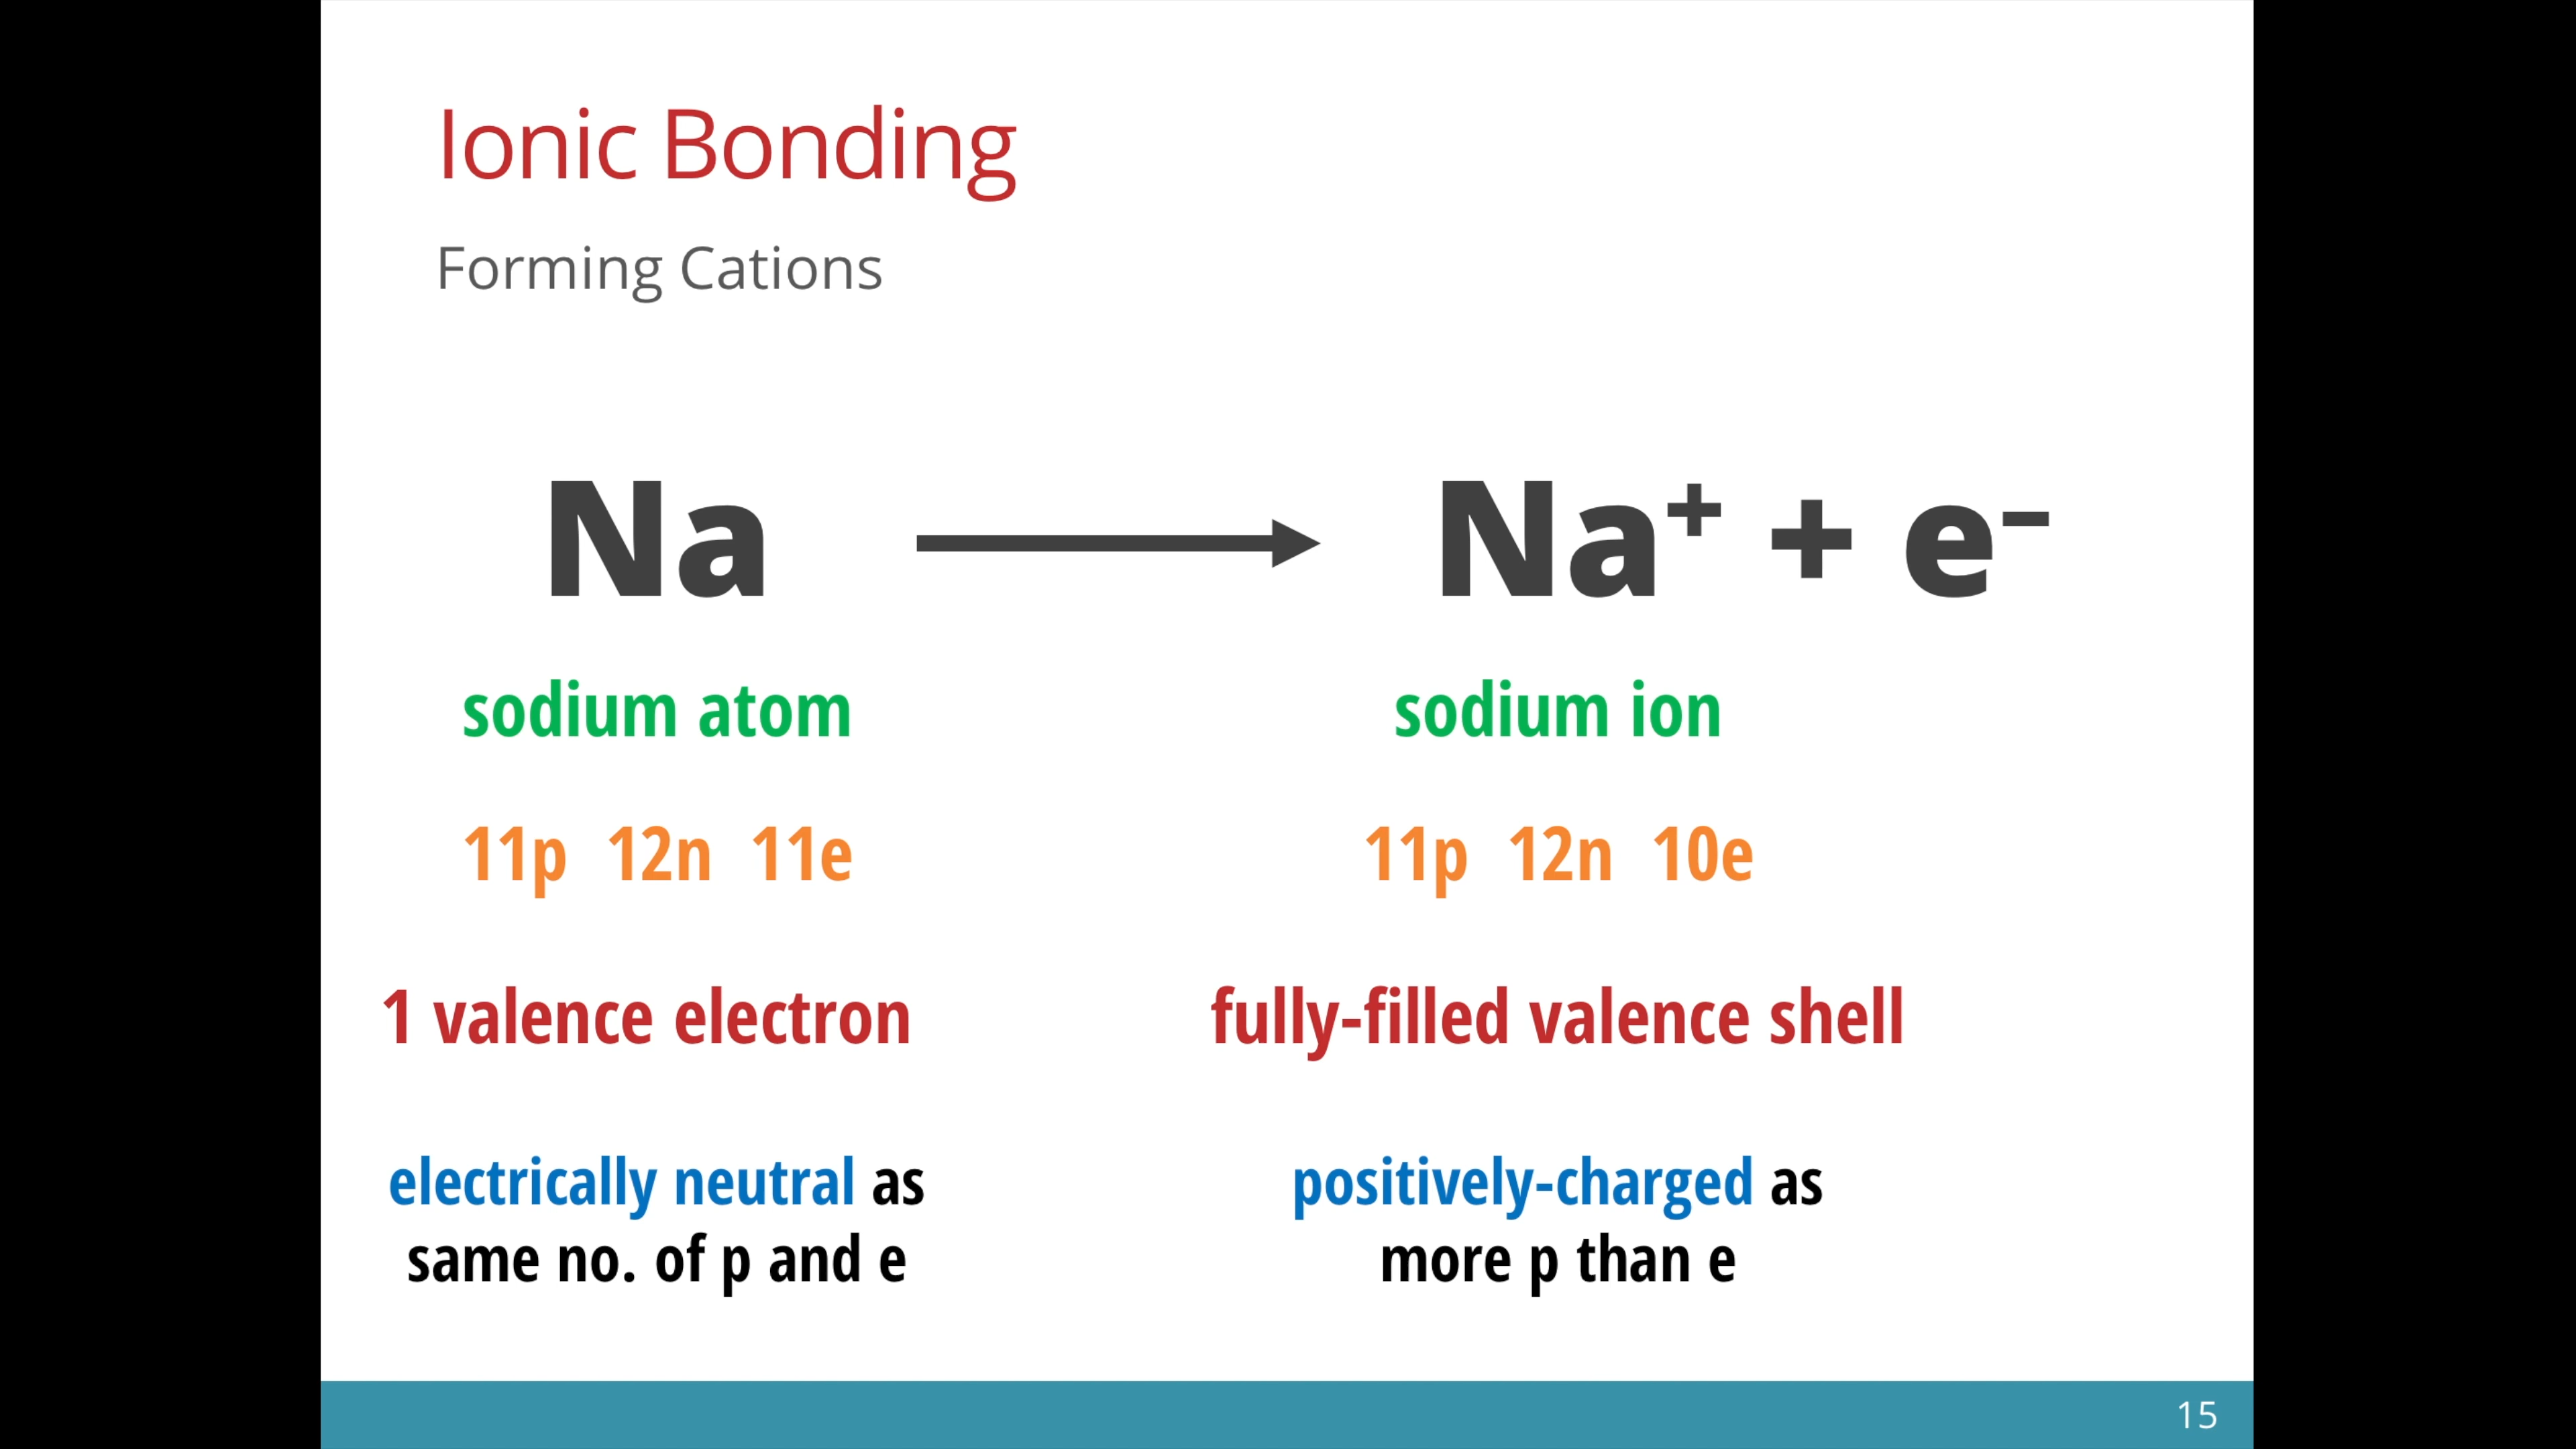 Ionic Bonding
Forming Cations
Na → Na⁺ + e⁻
sodium atom sodium ion
11p 12n 11e 11p 12n 10e
1 valence electron fully-filled valence shell
electrically neutral as
same no. of p and e
positively-charged as
more p than e
15